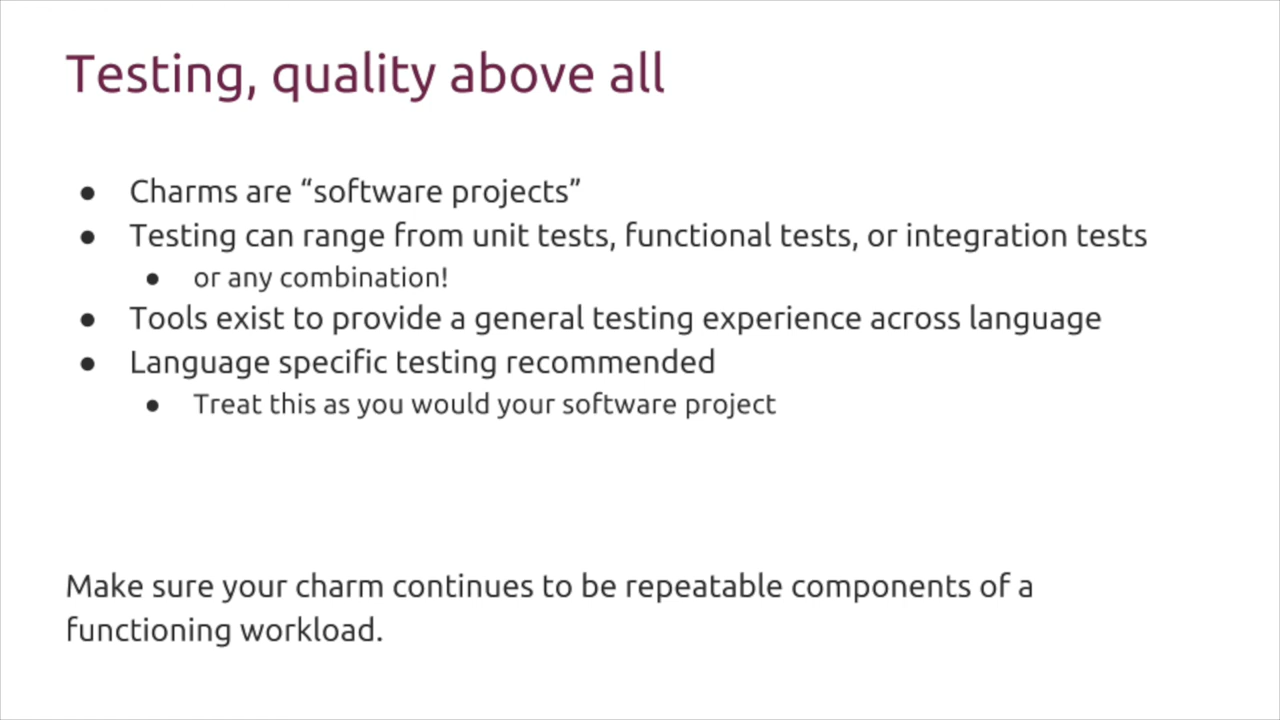 Testing, quality above all
● Charms are “software projects”
● Testing can range from unit tests, functional tests, or integration tests
● or any combination!
● Tools exist to provide a general testing experience across language
● Language specific testing recommended
● Treat this as you would your software project
Make sure your charm continues to be repeatable components of a
functioning workload.